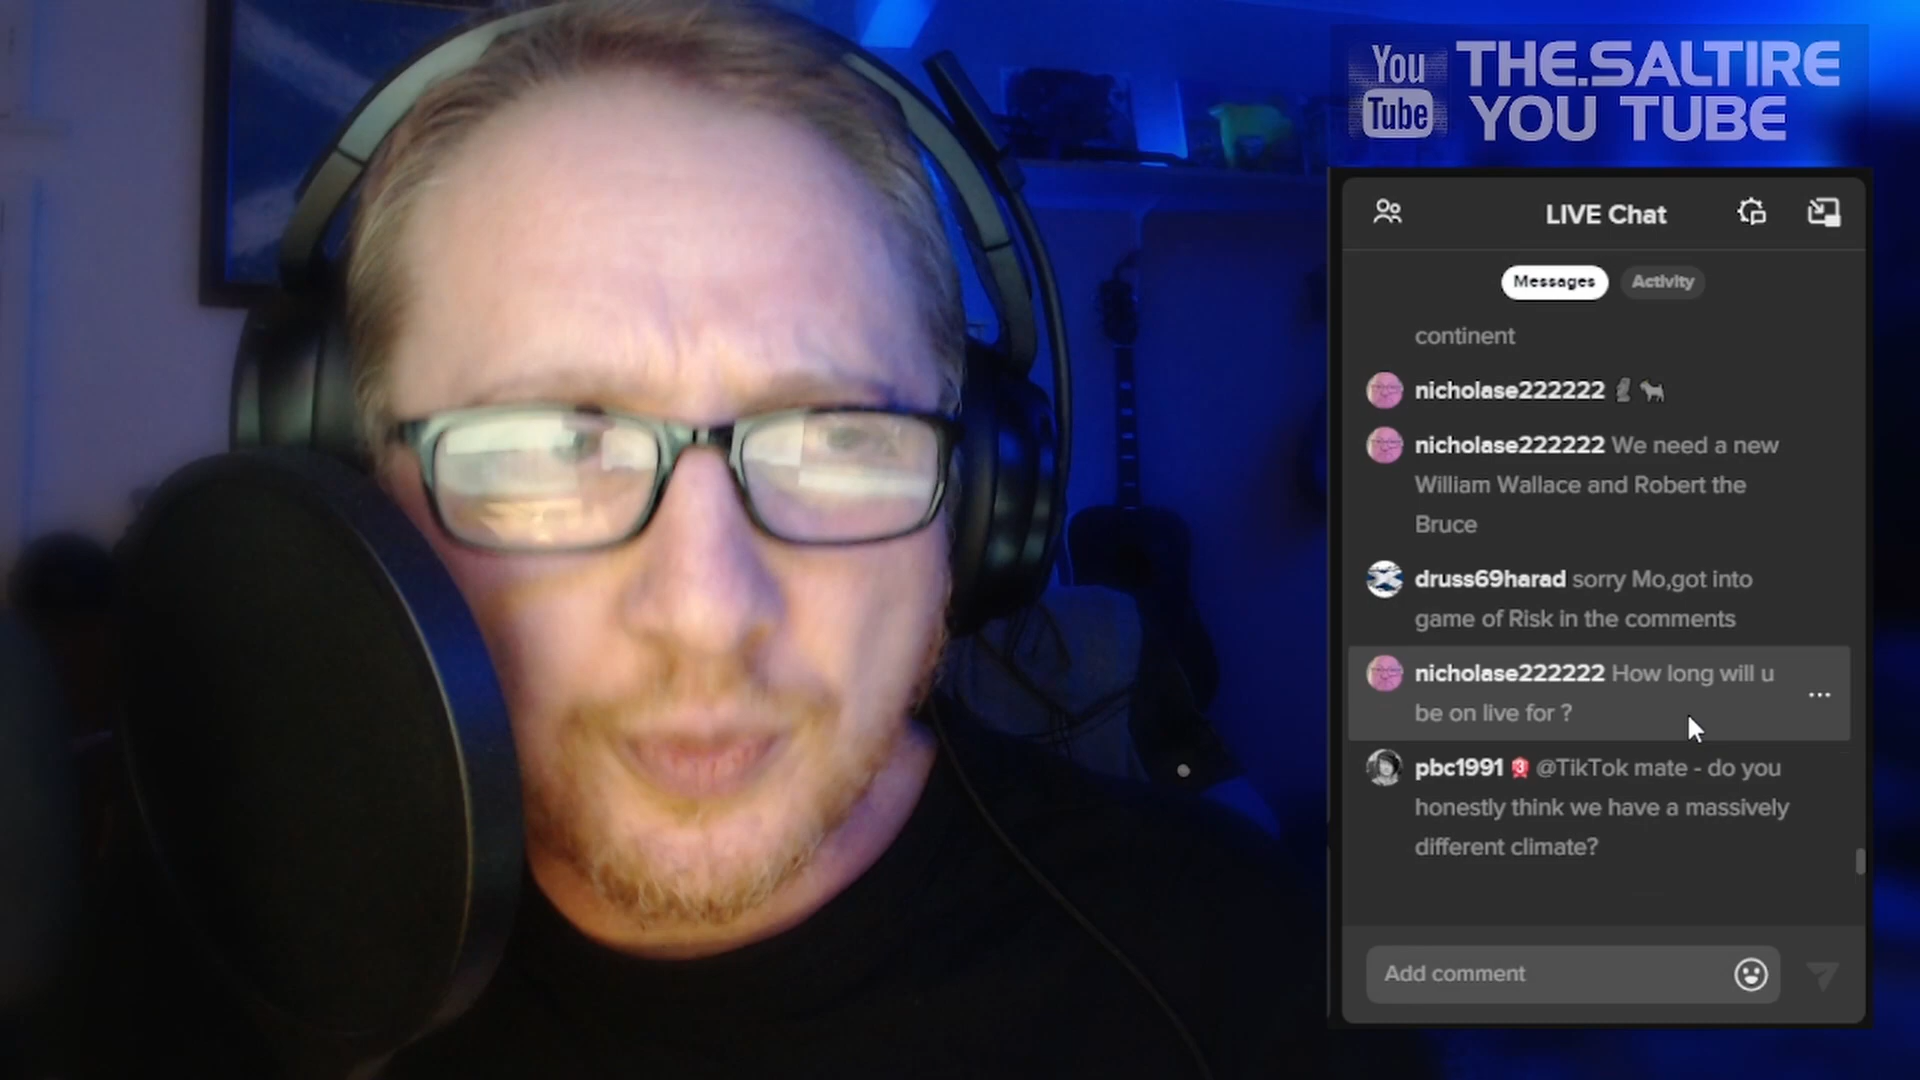 You
Tube
THE.SALTIRE
YOU TUBE
LIVE Chat
Messages Activity
continent
nicholase222222
nicholase222222 We need a new
William Wallace and Robert the
Bruce
druss69harad sorry Mo,got into
game of Risk in the comments
nicholase222222 How long will u
be on live for ?
pbc1991 3 @TikTok mate - do you
honestly think we have a massively
different climate?
Add comment